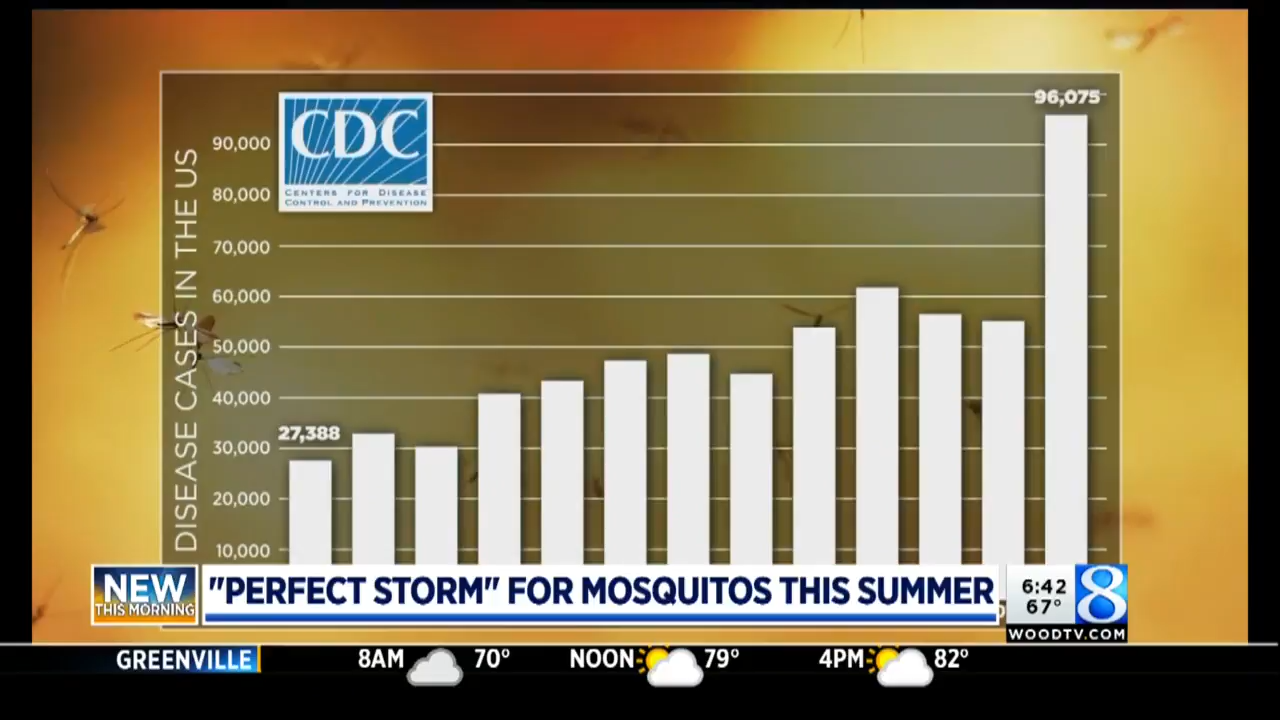 96,075
CDC
CENTERS FOR DISEASE
CONTROL AND PREVENTION
DISEASE CASES IN THE US
90,000
80,000
70,000
60,000
50,000
40,000
30,000
20,000
10,000
27,388
NEW
THIS MORNING
"PERFECT STORM" FOR MOSQUITOS THIS SUMMER
6:42
67°
8
WOODTV.COM
GREENVILLE
8AM 70° NOON 79° 4PM 82°